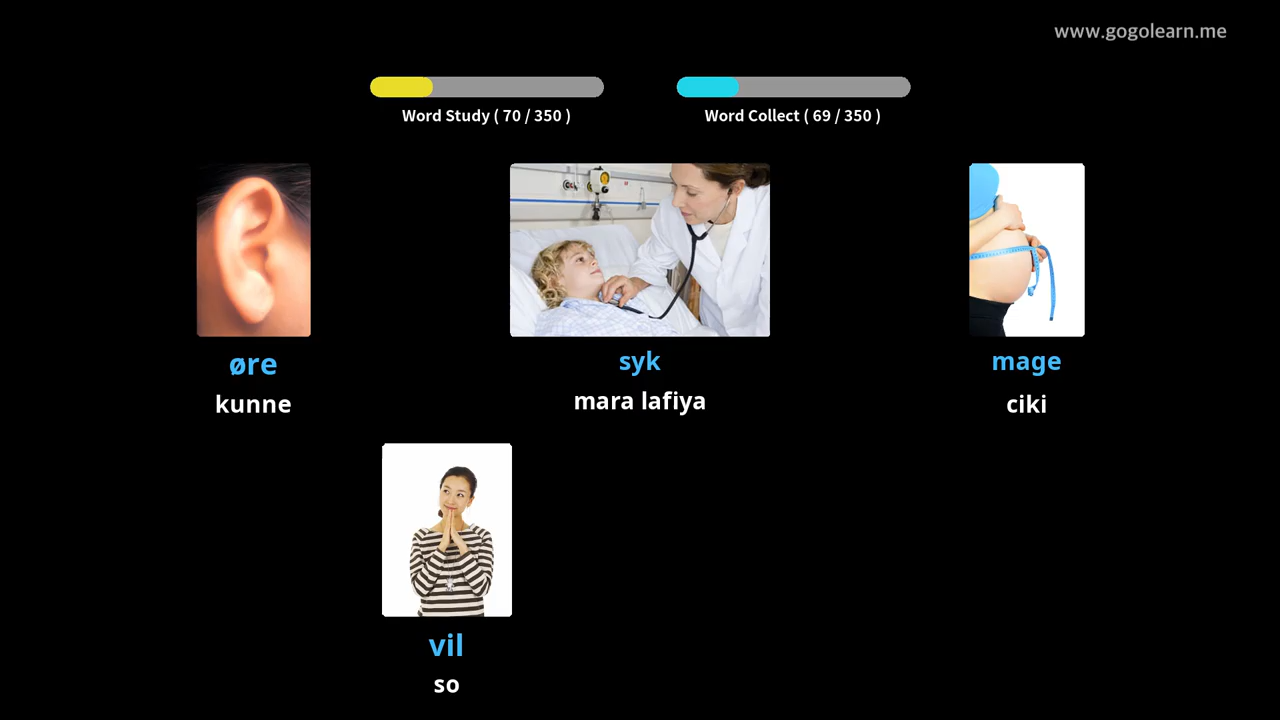 www.gogolearn.me
Word Study ( 70 / 350 )
Word Collect ( 69 / 350 )
øre
kunne
syk
mara lafiya
mage
ciki
vil
so